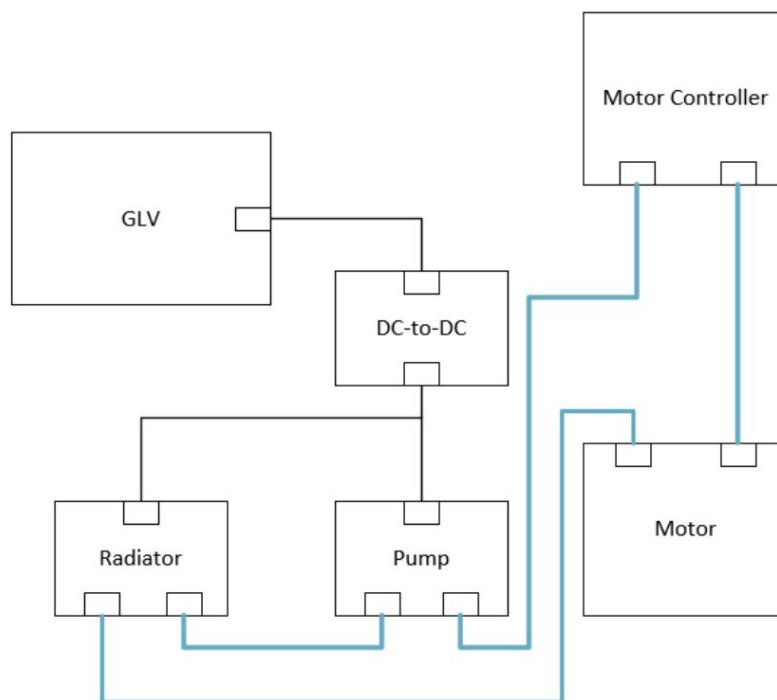 Motor Controller
GLV
DC-to-DC
Radiator
Pump
Motor